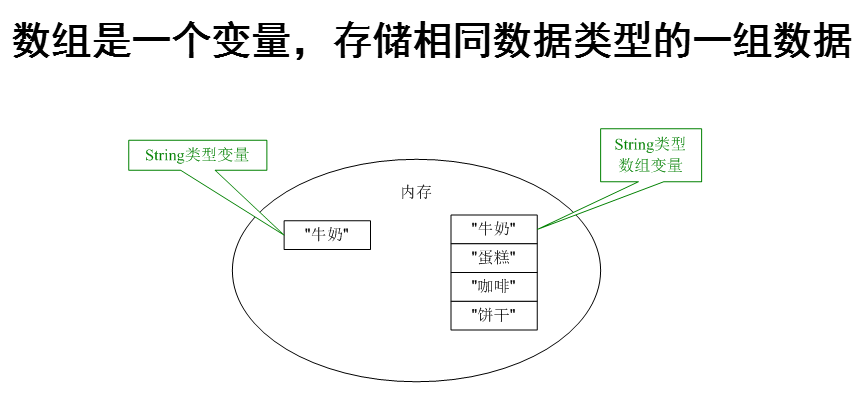 数组是一个变量，存储相同数据类型的一组数据
String类型变量
String类型
数组变量
内存
"牛奶"
"牛奶"
"蛋糕"
"咖啡"
"饼干"